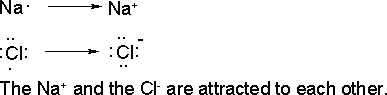 Na· ⟶ Na⁺
:Cl: ⟶ :Cl:⁻
The Na⁺ and the Cl⁻ are attracted to each other.